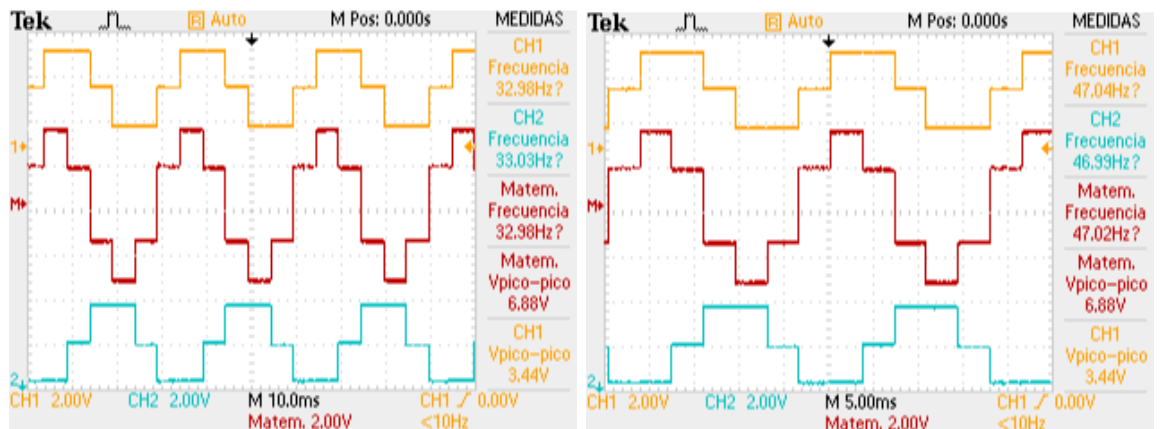 Tek
R Auto
M Pos: 0.000s
MEDIDAS
CH1
Frecuencia
32.98Hz?
CH2
Frecuencia
33.03Hz?
Matem.
Frecuencia
32.98Hz?
Matem.
Vpico-pico
6.88V
CH1
Vpico-pico
3.44V
1
M
2
CH1 2.00V CH2 2.00V M 10.0ms CH1 / 0.00V
Matem. 2.00V <10Hz
Tek
R Auto
M Pos: 0.000s
MEDIDAS
CH1
Frecuencia
47.04Hz?
CH2
Frecuencia
46.99Hz?
Matem.
Frecuencia
47.02Hz?
Matem.
Vpico-pico
6.88V
CH1
Vpico-pico
3.44V
1
M
2
CH1 2.00V CH2 2.00V M 5.00ms CH1 / 0.00V
Matem. 2.00V <10Hz